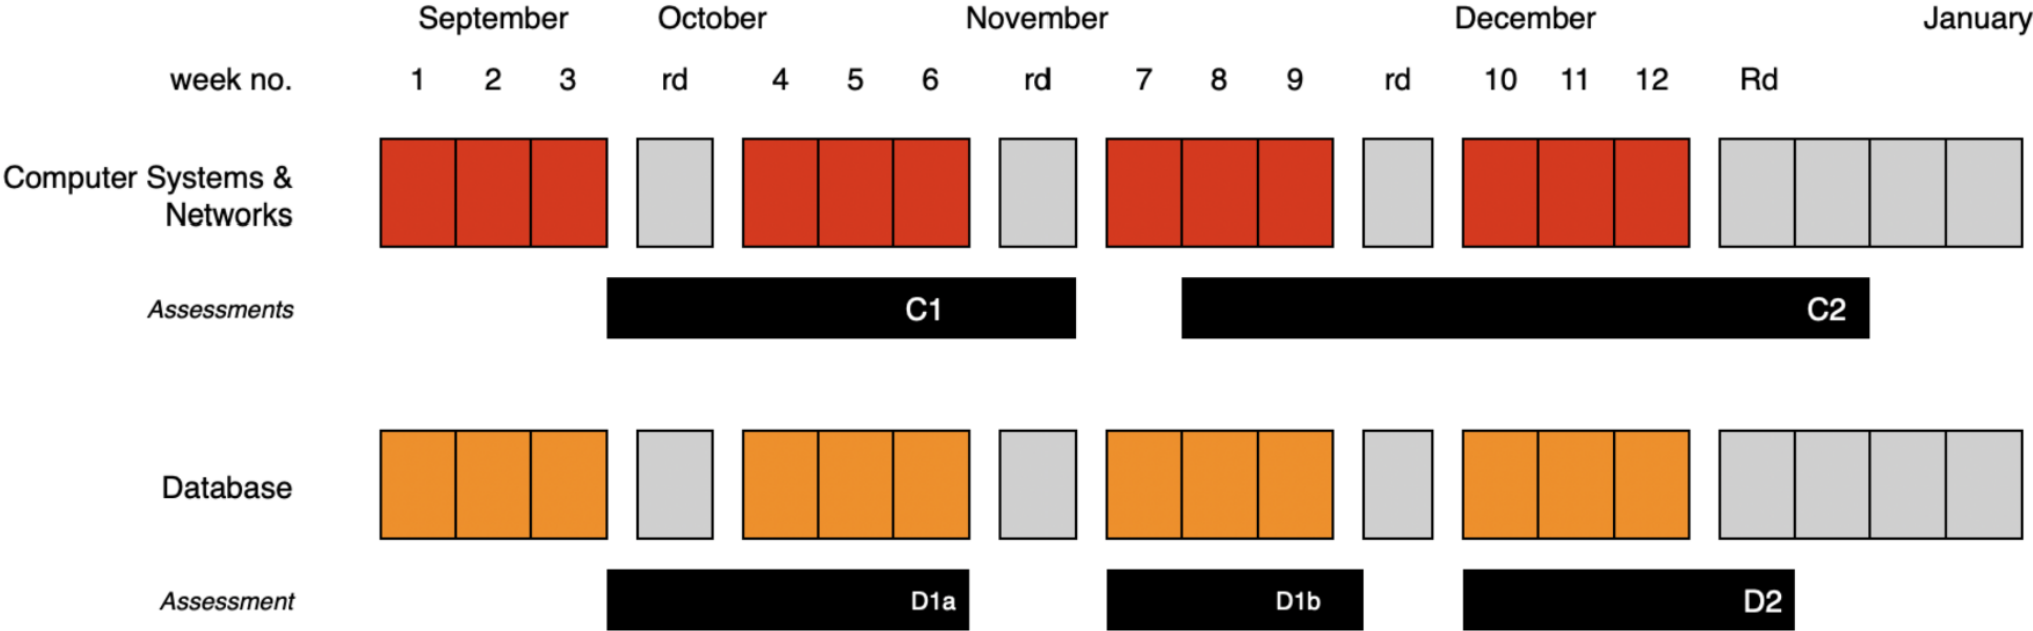 September October November December January
week no. 1 2 3 rd 4 5 6 rd 7 8 9 rd 10 11 12 Rd
Computer Systems &
Networks
Assessments C1 C2
Database
Assessment D1a D1b D2